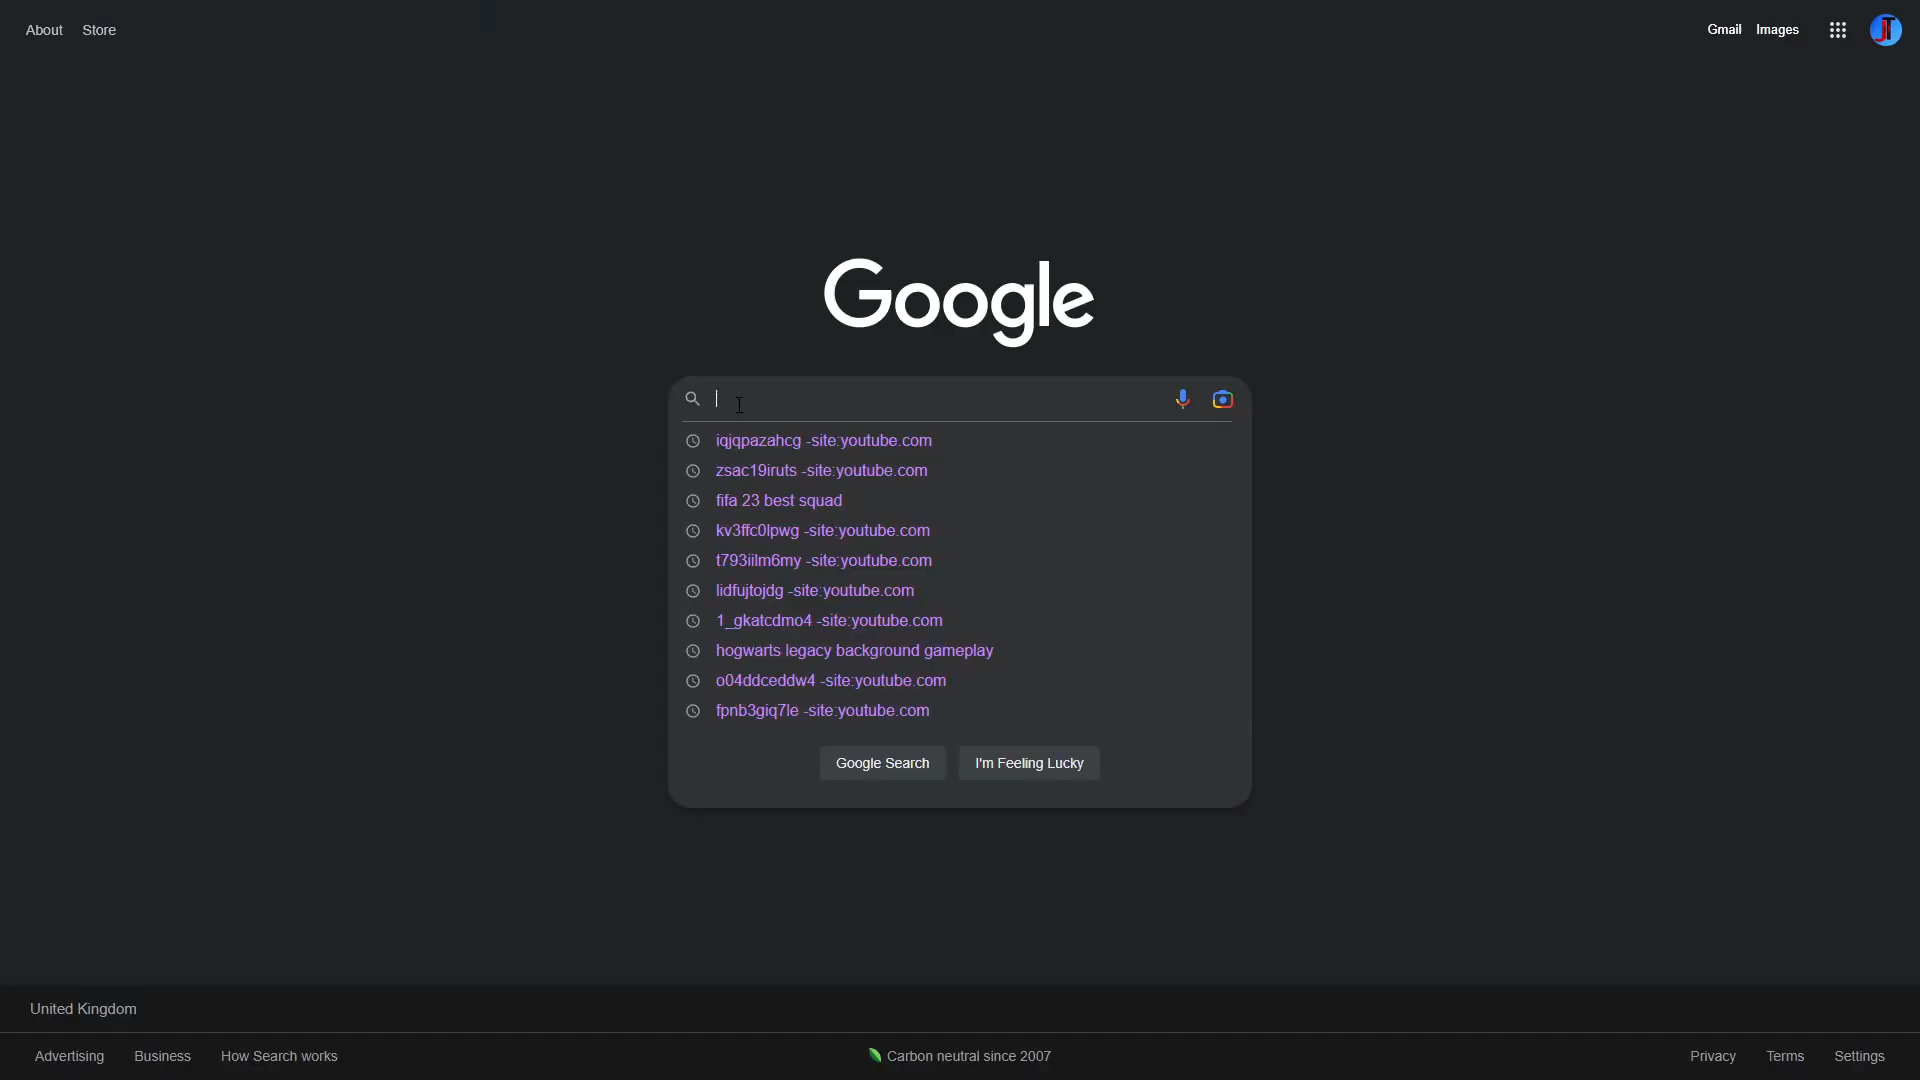 About Store
Gmail Images
JT
Google
iqjqpazahcg -site:youtube.com
zsac19iruts -site:youtube.com
fifa 23 best squad
kv3ffc0lpwg -site:youtube.com
t793iilm6my -site:youtube.com
lidfujtojdg -site:youtube.com
1_gkatcdmo4 -site:youtube.com
hogwarts legacy background gameplay
o04ddceddw4 -site:youtube.com
fpnb3giq7le -site:youtube.com
Google Search I'm Feeling Lucky
United Kingdom
Advertising Business How Search works Carbon neutral since 2007 Privacy Terms Settings